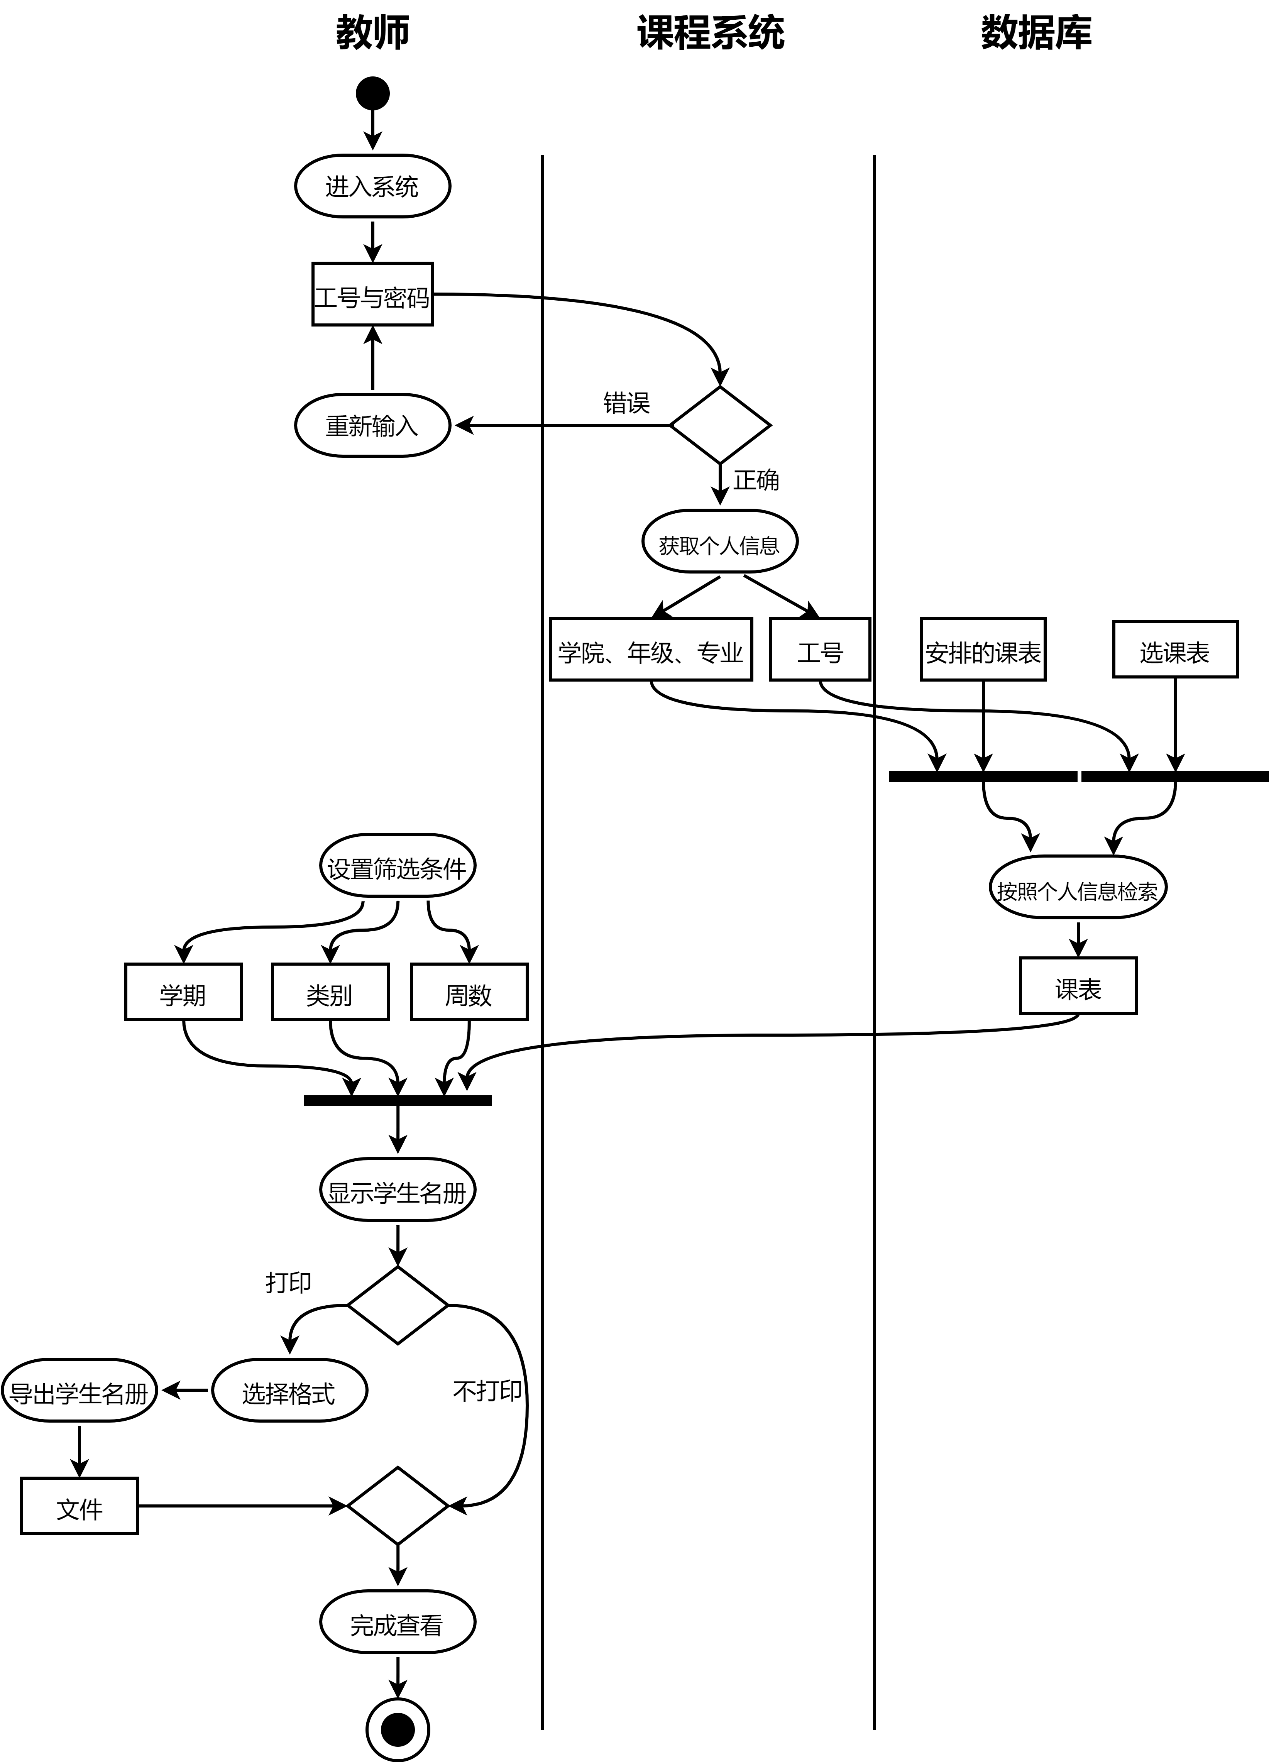 教师
课程系统
数据库
进入系统
工号与密码
错误
重新输入
正确
获取个人信息
学院、年级、专业
工号
安排的课表
选课表
设置筛选条件
按照个人信息检索
学期
类别
周数
课表
显示学生名册
打印
不打印
导出学生名册
选择格式
文件
完成查看